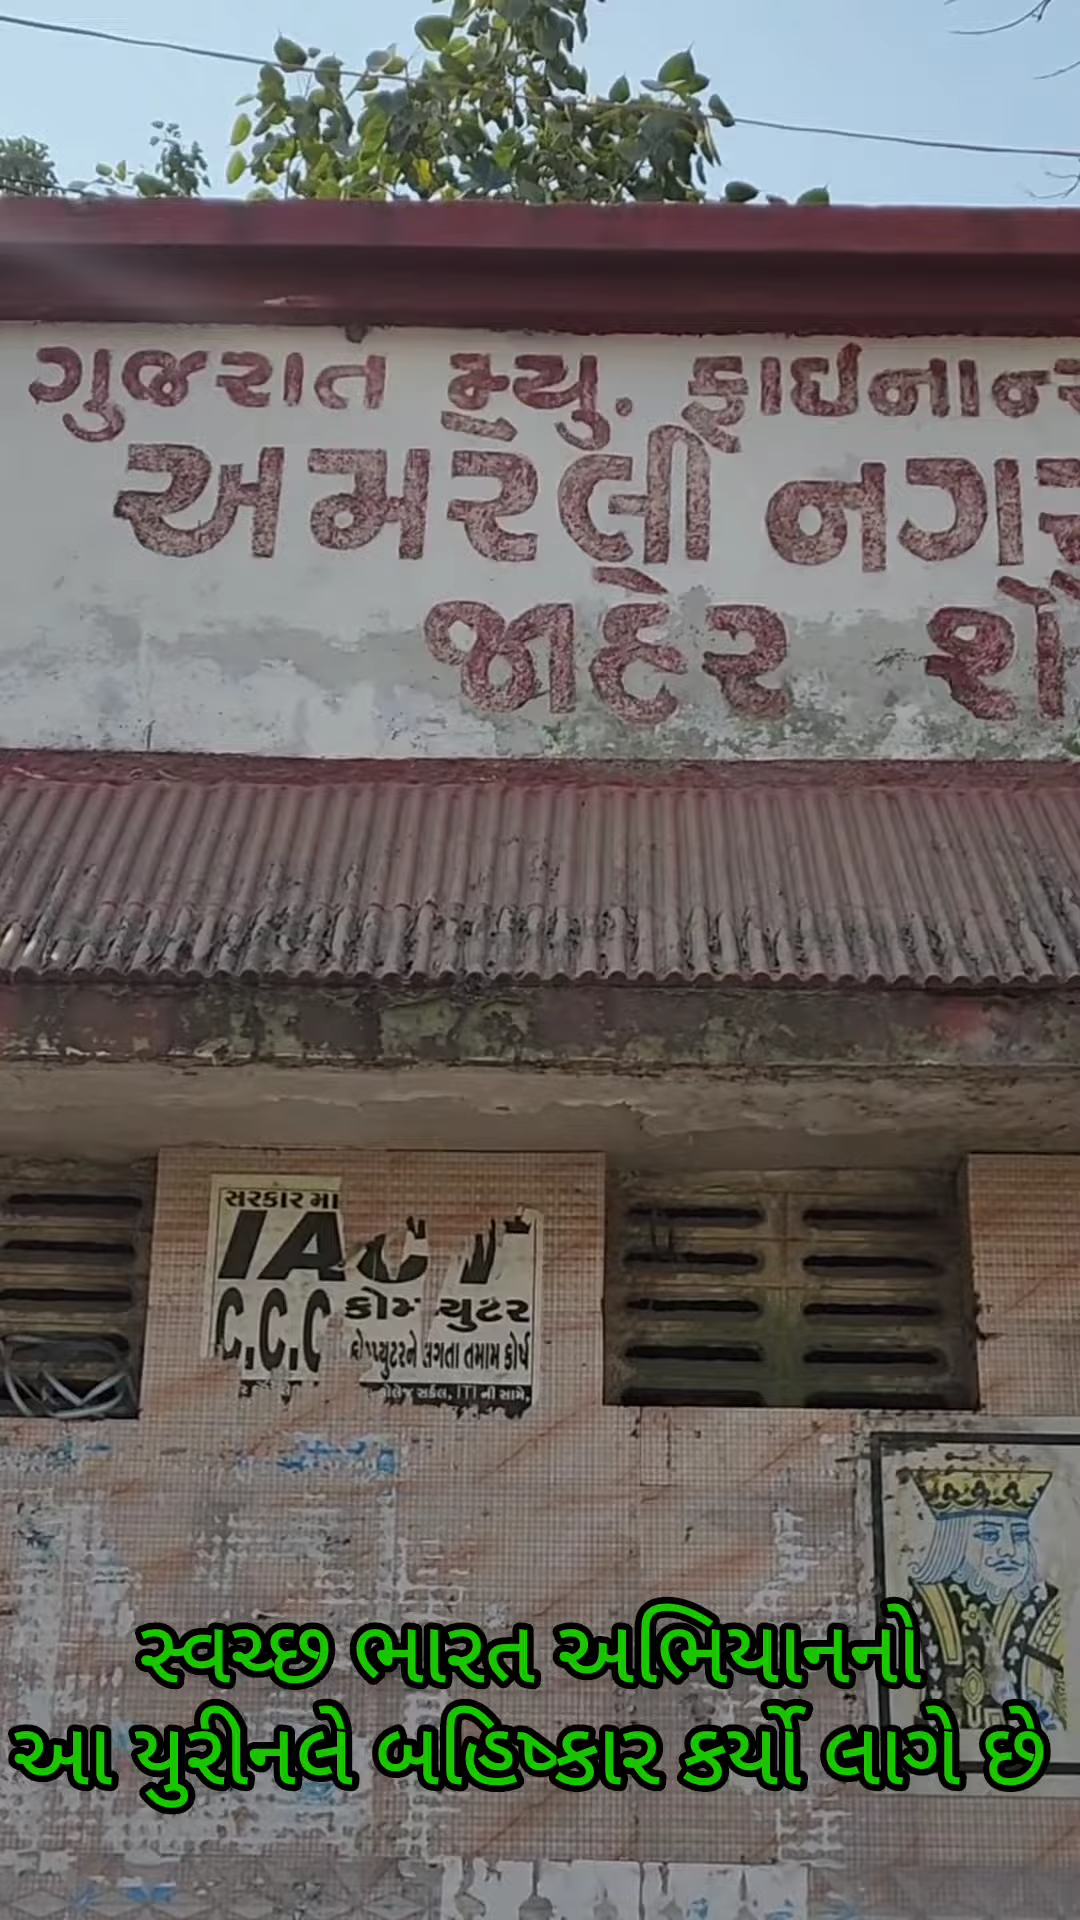 ગુજરાત મ્યુ. ફાઈનાન્સ
અમરેલી નગર
જાહેર શૌ
સરકાર મા
IACT
C.C.C કોમ્પ્યુટર
કોમ્પ્યુટરને લગતા તમામ કોર્ષ
કોલેજ સર્કલ, ITI ની સામે,
સ્વચ્છ ભારત અભિયાનનો
આ યુરીનલે બહિષ્કાર કર્યો લાગે છે